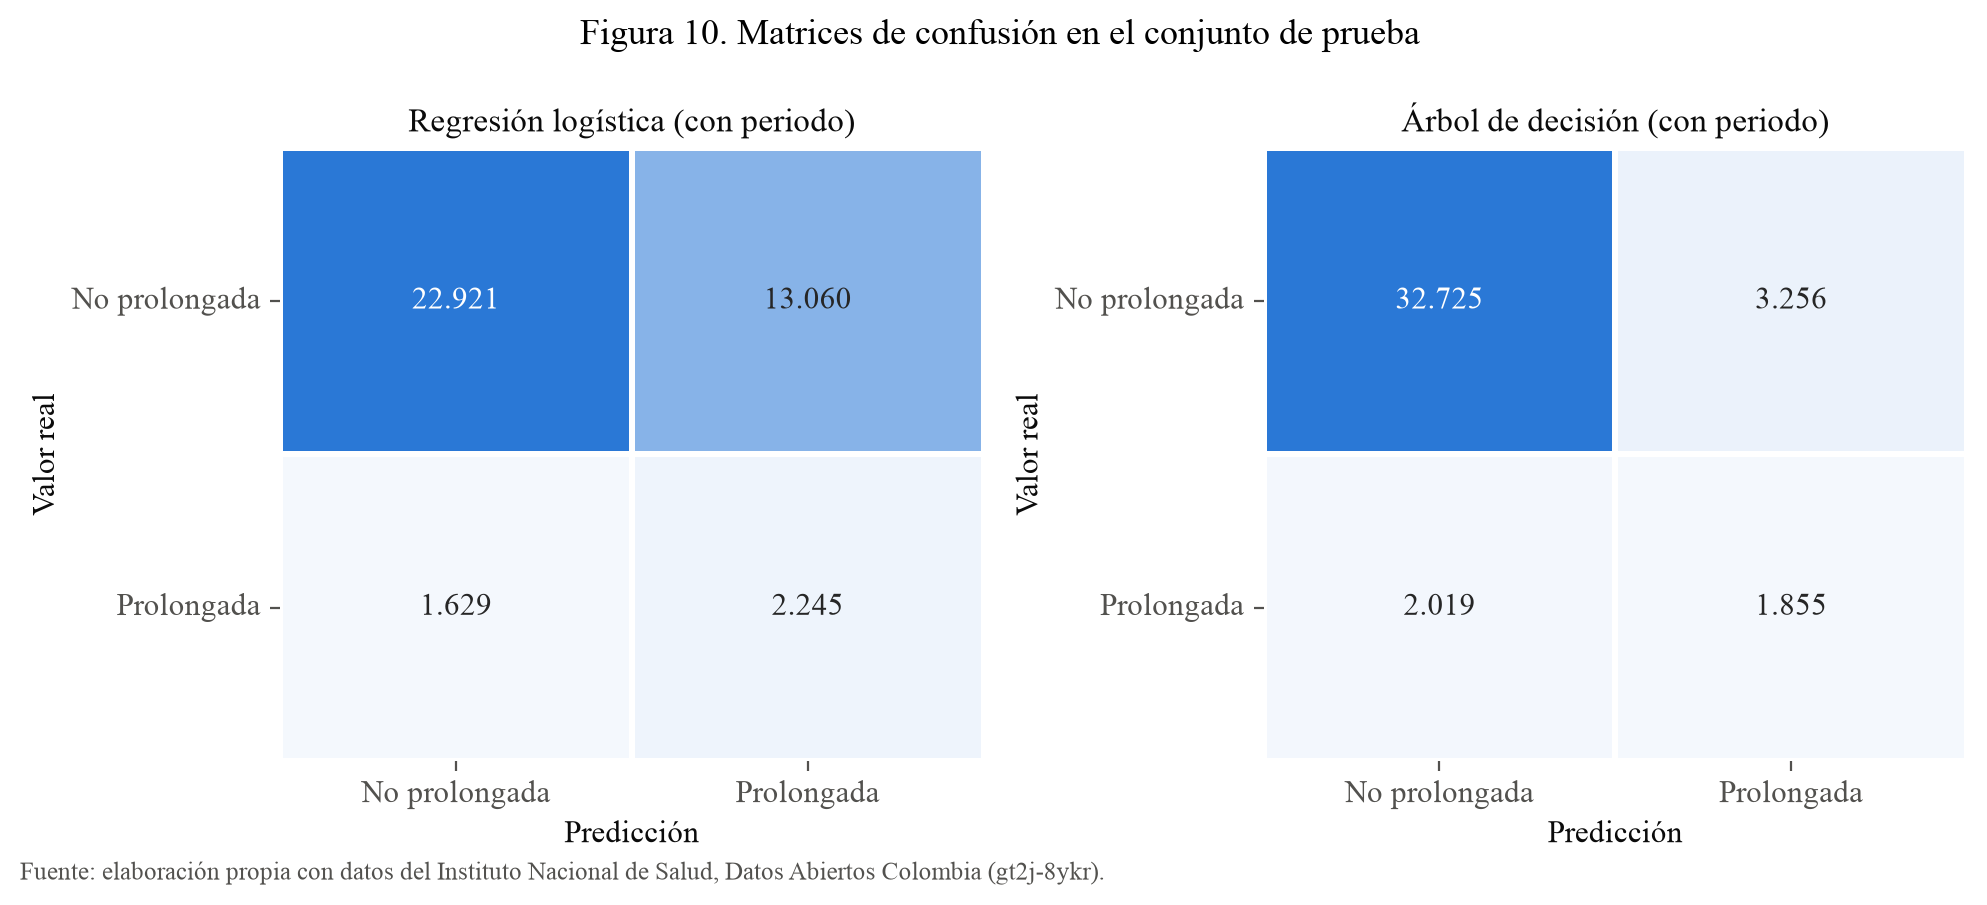 Figura 10. Matrices de confusión en el conjunto de prueba
Regresión logística (con periodo)
Valor real
No prolongada
22.921
13.060
Prolongada
1.629
2.245
No prolongada
Prolongada
Predicción
Árbol de decisión (con periodo)
Valor real
No prolongada
32.725
3.256
Prolongada
2.019
1.855
No prolongada
Prolongada
Predicción
Fuente: elaboración propia con datos del Instituto Nacional de Salud, Datos Abiertos Colombia (gt2j-8ykr).